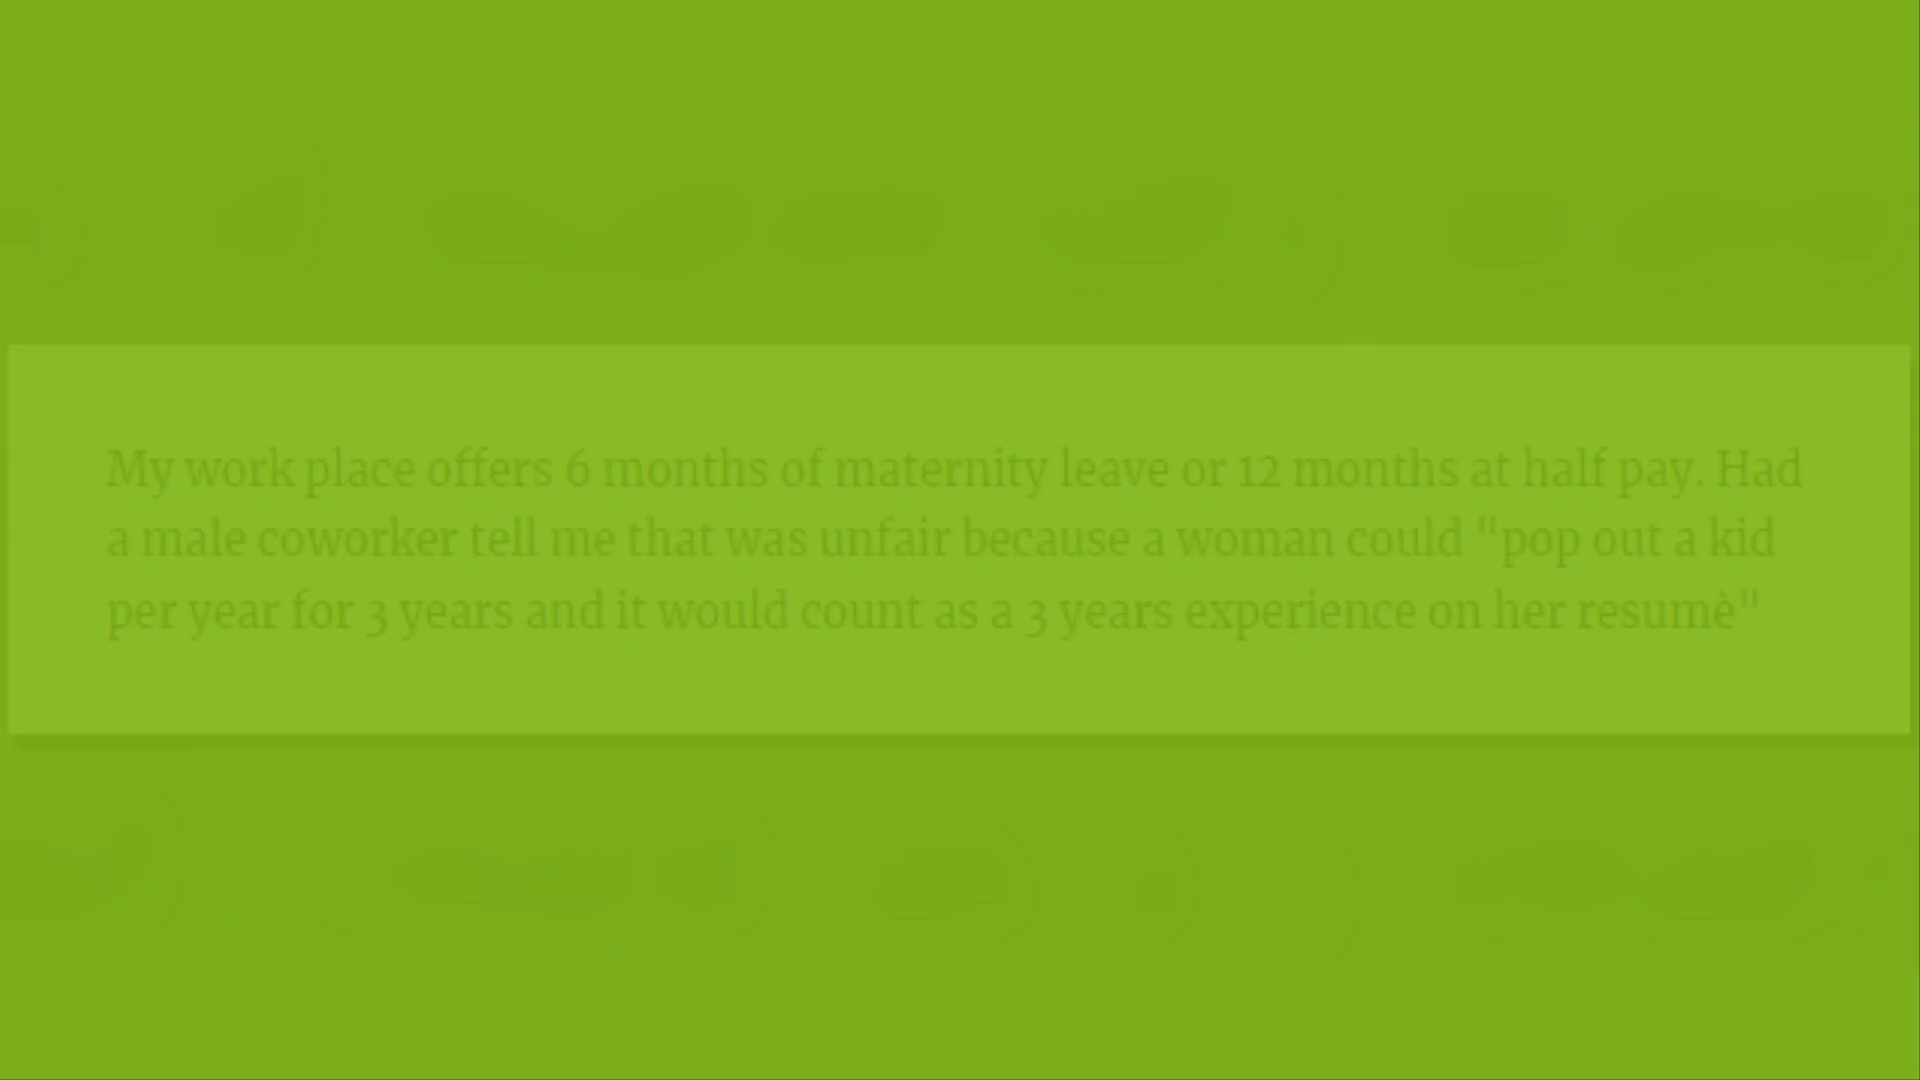 My work place offers 6 months of maternity leave or 12 months at half pay. Had
a male coworker tell me that was unfair because a woman could "pop out a kid
per year for 3 years and it would count as a 3 years experience on her resumè"